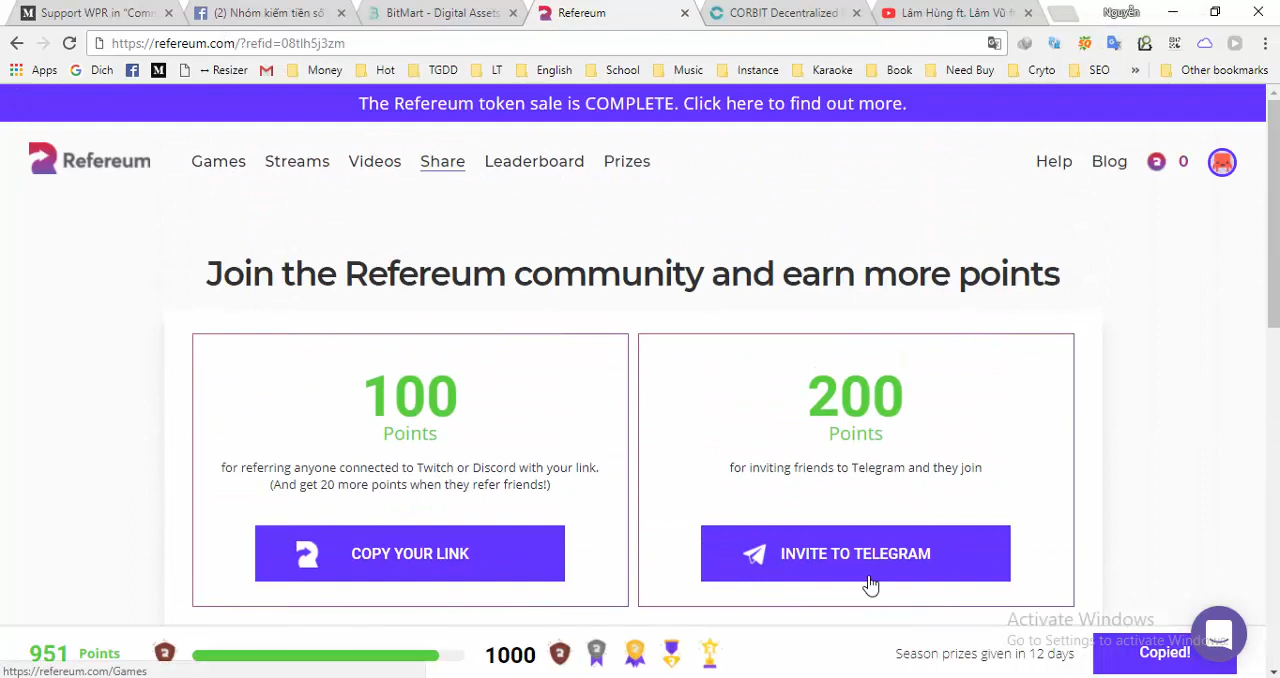 Support WPR in "Comm
(2) Nhóm kiếm tiền số
BitMart - Digital Assets
Refereum
CORBIT Decentralized
Lâm Hùng ft. Lâm Vũ
Nguyễn
https://refereum.com/?refid=08tlh5j3zm
Apps
Dich
Resizer
Money
Hot
TGDD
LT
English
School
Music
Instance
Karaoke
Book
Need Buy
Cryto
SEO
»
Other bookmarks
The Refereum token sale is COMPLETE. Click here to find out more.
Refereum
Games
Streams
Videos
Share
Leaderboard
Prizes
Help
Blog
0
Join the Refereum community and earn more points
100
Points
for referring anyone connected to Twitch or Discord with your link.
(And get 20 more points when they refer friends!)
COPY YOUR LINK
200
Points
for inviting friends to Telegram and they join
INVITE TO TELEGRAM
Activate Windows
Go to Settings to activate Windows.
951 Points
1000
Season prizes given in 12 days
Copied!
https://refereum.com/Games